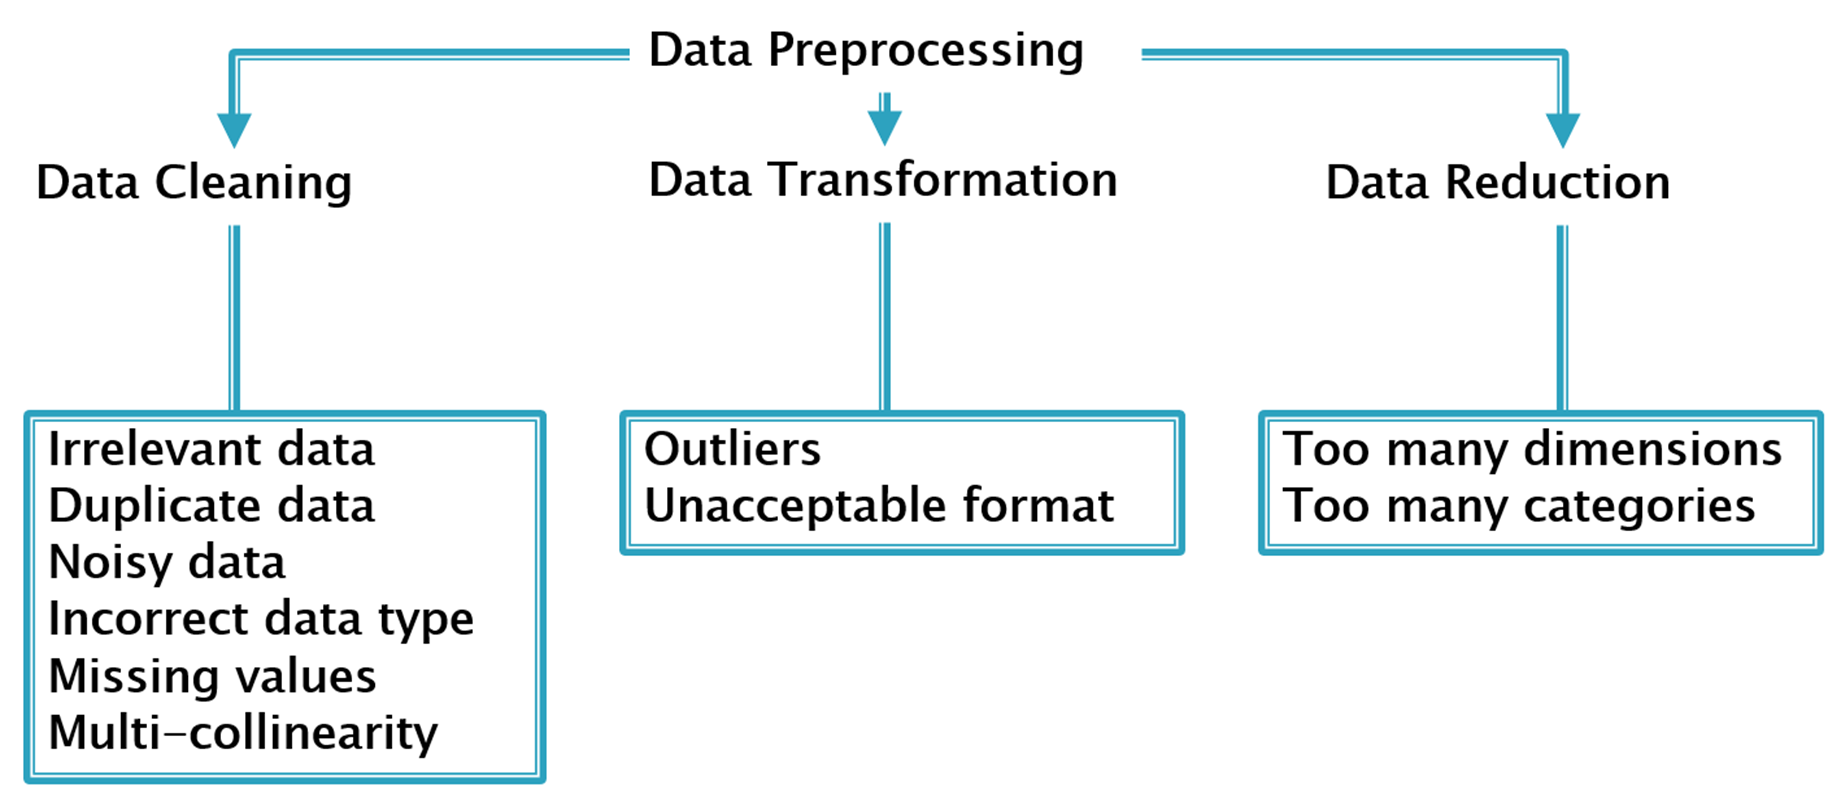 Data Preprocessing
Data Cleaning
Data Transformation
Data Reduction
Irrelevant data
Duplicate data
Noisy data
Incorrect data type
Missing values
Multi-collinearity
Outliers
Unacceptable format
Too many dimensions
Too many categories